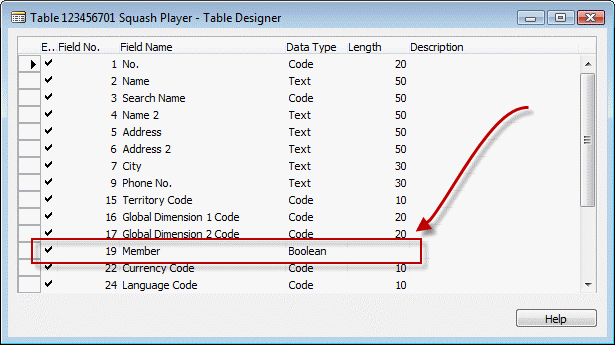 Table 123456701 Squash Player - Table Designer
E.. Field No. Field Name Data Type Length Description
1 No. Code 20
2 Name Text 50
3 Search Name Code 50
4 Name 2 Text 50
5 Address Text 50
6 Address 2 Text 50
7 City Text 30
9 Phone No. Text 30
15 Territory Code Code 10
16 Global Dimension 1 Code Code 20
17 Global Dimension 2 Code Code 20
19 Member Boolean
22 Currency Code Code 10
24 Language Code Code 10
Help